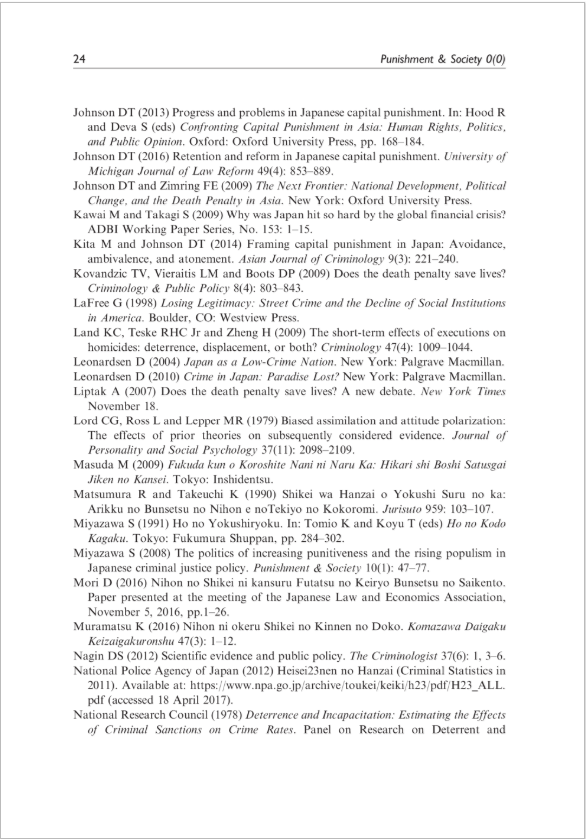 24
Punishment & Society 0(0)
Johnson DT (2013) Progress and problems in Japanese capital punishment. In: Hood R
and Deva S (eds) Confronting Capital Punishment in Asia: Human Rights, Politics,
and Public Opinion. Oxford: Oxford University Press, pp. 168–184.
Johnson DT (2016) Retention and reform in Japanese capital punishment. University of
Michigan Journal of Law Reform 49(4): 853–889.
Johnson DT and Zimring FE (2009) The Next Frontier: National Development, Political
Change, and the Death Penalty in Asia. New York: Oxford University Press.
Kawai M and Takagi S (2009) Why was Japan hit so hard by the global financial crisis?
ADBI Working Paper Series, No. 153: 1–15.
Kita M and Johnson DT (2014) Framing capital punishment in Japan: Avoidance,
ambivalence, and atonement. Asian Journal of Criminology 9(3): 221–240.
Kovandzic TV, Vieraitis LM and Boots DP (2009) Does the death penalty save lives?
Criminology & Public Policy 8(4): 803–843.
LaFree G (1998) Losing Legitimacy: Street Crime and the Decline of Social Institutions
in America. Boulder, CO: Westview Press.
Land KC, Teske RHC Jr and Zheng H (2009) The short-term effects of executions on
homicides: deterrence, displacement, or both? Criminology 47(4): 1009–1044.
Leonardsen D (2004) Japan as a Low-Crime Nation. New York: Palgrave Macmillan.
Leonardsen D (2010) Crime in Japan: Paradise Lost? New York: Palgrave Macmillan.
Liptak A (2007) Does the death penalty save lives? A new debate. New York Times
November 18.
Lord CG, Ross L and Lepper MR (1979) Biased assimilation and attitude polarization:
The effects of prior theories on subsequently considered evidence. Journal of
Personality and Social Psychology 37(11): 2098–2109.
Masuda M (2009) Fukuda kun o Koroshite Nani ni Naru Ka: Hikari shi Boshi Satusgai
Jiken no Kansei. Tokyo: Inshidentsu.
Matsumura R and Takeuchi K (1990) Shikei wa Hanzai o Yokushi Suru no ka:
Arikku no Bunsetsu no Nihon e noTekiyo no Kokoromi. Jurisuto 959: 103–107.
Miyazawa S (1991) Ho no Yokushiryoku. In: Tomio K and Koyu T (eds) Ho no Kodo
Kagaku. Tokyo: Fukumura Shuppan, pp. 284–302.
Miyazawa S (2008) The politics of increasing punitiveness and the rising populism in
Japanese criminal justice policy. Punishment & Society 10(1): 47–77.
Mori D (2016) Nihon no Shikei ni kansuru Futatsu no Keiryo Bunsetsu no Saikento.
Paper presented at the meeting of the Japanese Law and Economics Association,
November 5, 2016, pp.1–26.
Muramatsu K (2016) Nihon ni okeru Shikei no Kinnen no Doko. Komazawa Daigaku
Keizaigakuronshu 47(3): 1–12.
Nagin DS (2012) Scientific evidence and public policy. The Criminologist 37(6): 1, 3–6.
National Police Agency of Japan (2012) Heisei23nen no Hanzai (Criminal Statistics in
2011). Available at: https://www.npa.go.jp/archive/toukei/keiki/h23/pdf/H23_ALL.
pdf (accessed 18 April 2017).
National Research Council (1978) Deterrence and Incapacitation: Estimating the Effects
of Criminal Sanctions on Crime Rates. Panel on Research on Deterrent and